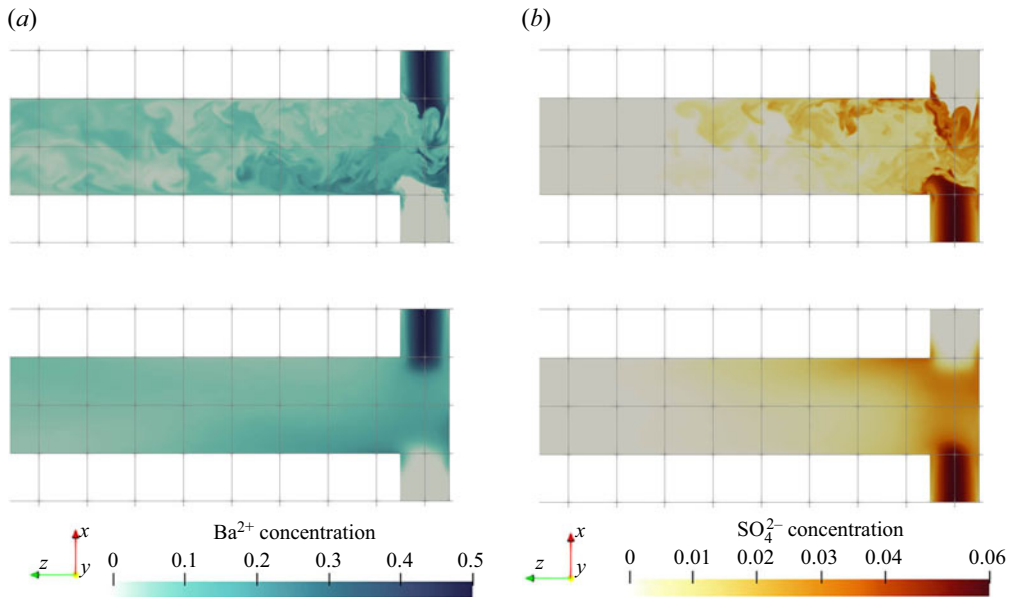 (a)
(b)
Ba²⁺ concentration
0 0.1 0.2 0.3 0.4 0.5
x
z
y
SO₄²⁻ concentration
0 0.01 0.02 0.03 0.04 0.06
x
z
y